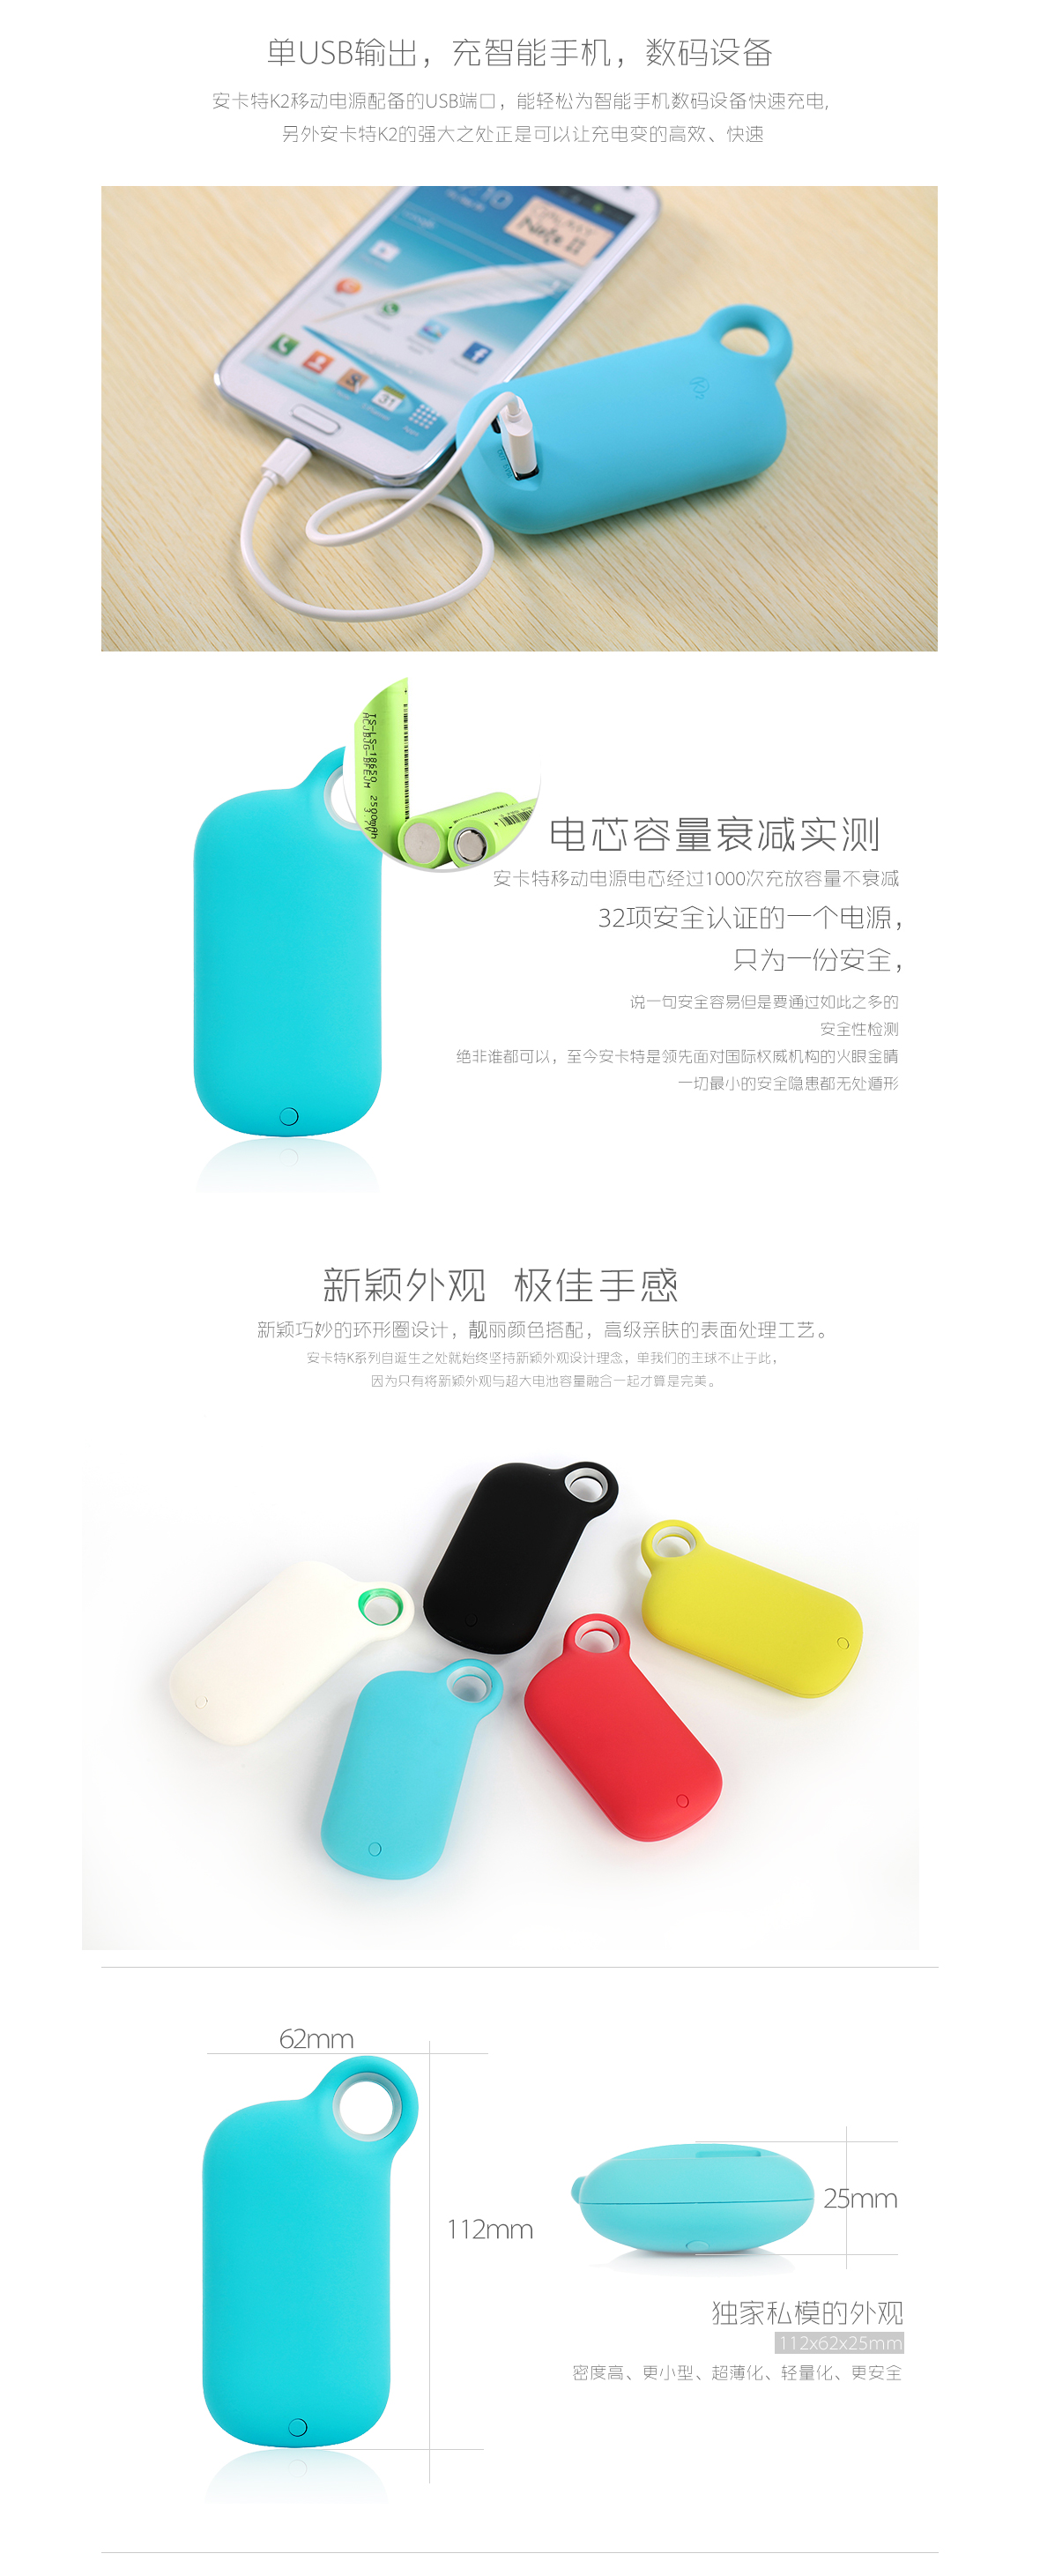 单USB输出，充智能手机，数码设备
安卡特K2移动电源配备的USB端口，能轻松为智能手机数码设备快速充电,
另外安卡特K2的强大之处正是可以让充电变的高效、快速
GALAXY
Note II
31
TS-LS-18650 2500mAh
ACJBJG-BFEJM 3.7V
电芯容量衰减实测
安卡特移动电源电芯经过1000次充放容量不衰减
32项安全认证的一个电源，
只为一份安全，
说一句安全容易但是要通过如此之多的
安全性检测
绝非谁都可以，至今安卡特是领先面对国际权威机构的火眼金睛
一切最小的安全隐患都无处遁形
新颖外观 极佳手感
新颖巧妙的环形圈设计，靓丽颜色搭配，高级亲肤的表面处理工艺。
安卡特K系列自诞生之处就始终坚持新颖外观设计理念，单我们的主球不止于此，
因为只有将新颖外观与超大电池容量融合一起才算是完美。
62mm
112mm
25mm
独家私模的外观
112x62x25mm
密度高、更小型、超薄化、轻量化、更安全